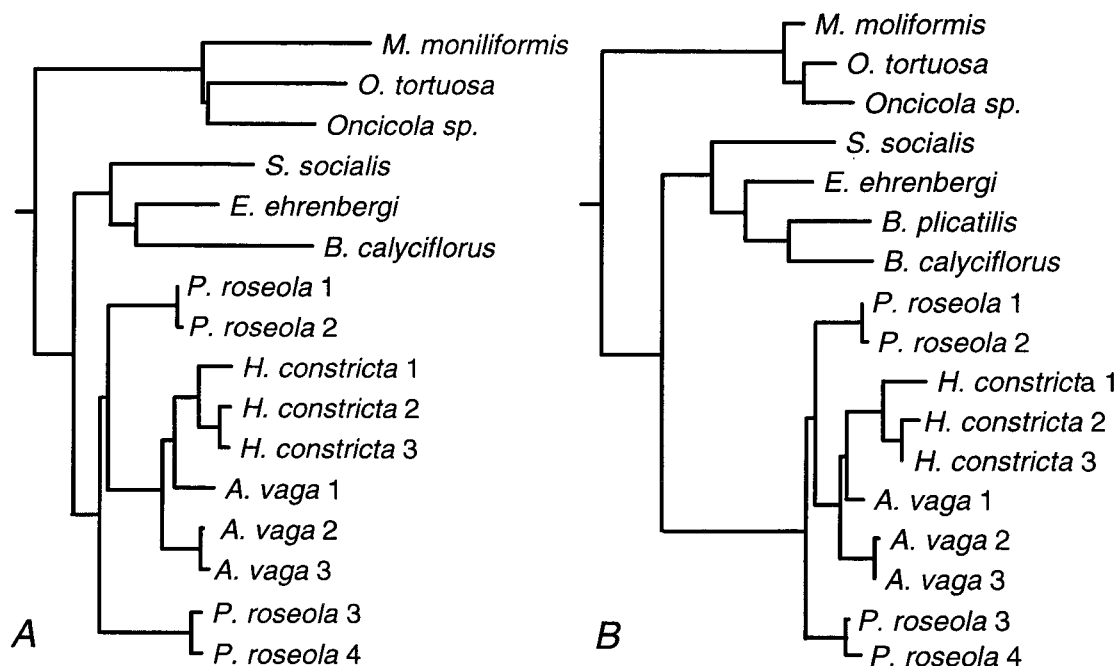 M. moniliformis
O. tortuosa
Oncicola sp.
S. socialis
E. ehrenbergi
B. calyciflorus
P. roseola 1
P. roseola 2
H. constricta 1
H. constricta 2
H. constricta 3
A. vaga 1
A. vaga 2
A. vaga 3
P. roseola 3
P. roseola 4
A
M. moliformis
O. tortuosa
Oncicola sp.
S. socialis
E. ehrenbergi
B. plicatilis
B. calyciflorus
P. roseola 1
P. roseola 2
H. constricta 1
H. constricta 2
H. constricta 3
A. vaga 1
A. vaga 2
A. vaga 3
P. roseola 3
P. roseola 4
B